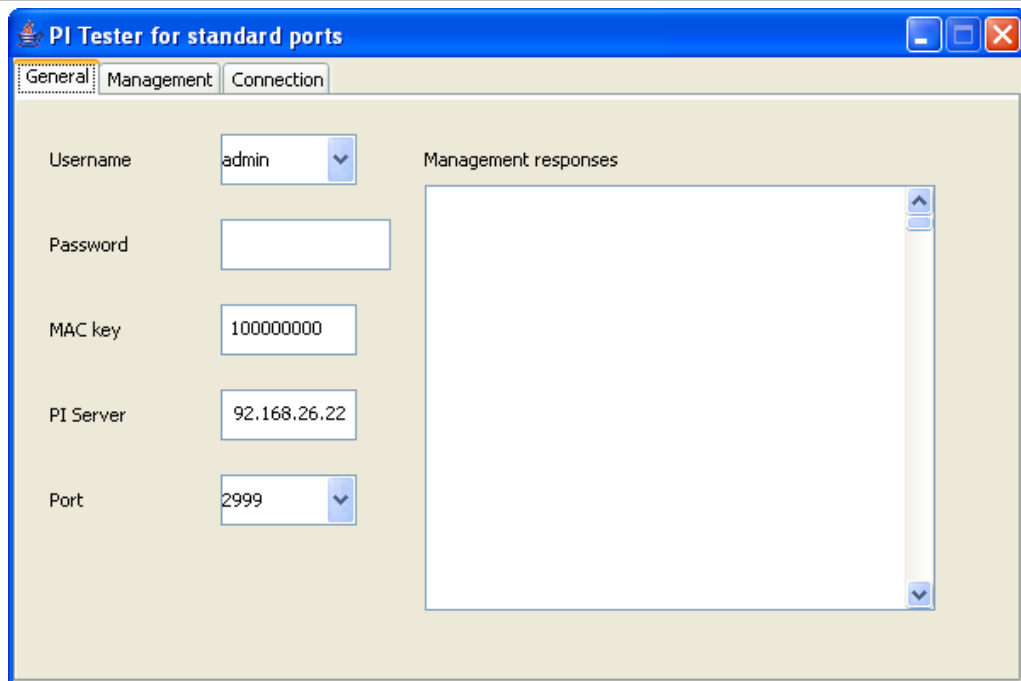 PI Tester for standard ports
General Management Connection
Username admin Management responses
Password
MAC key 100000000
PI Server 92.168.26.22
Port 2999